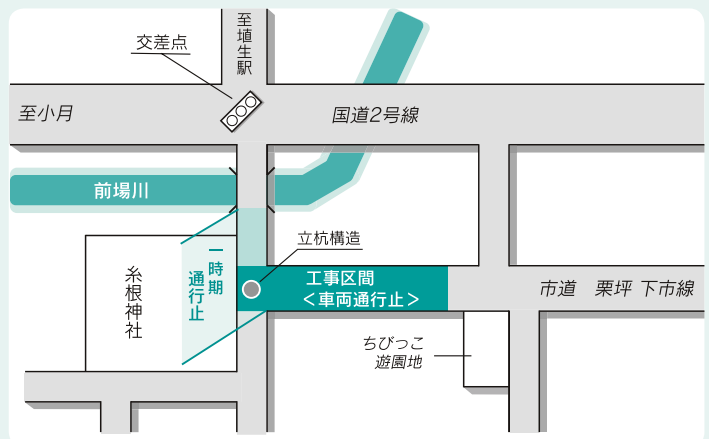 至埴生駅
交差点
至小月
国道2号線
前場川
立杭構造
一時期
通行止
工事区間
＜車両通行止＞
糸根神社
市道　栗坪 下市線
ちびっこ
遊園地